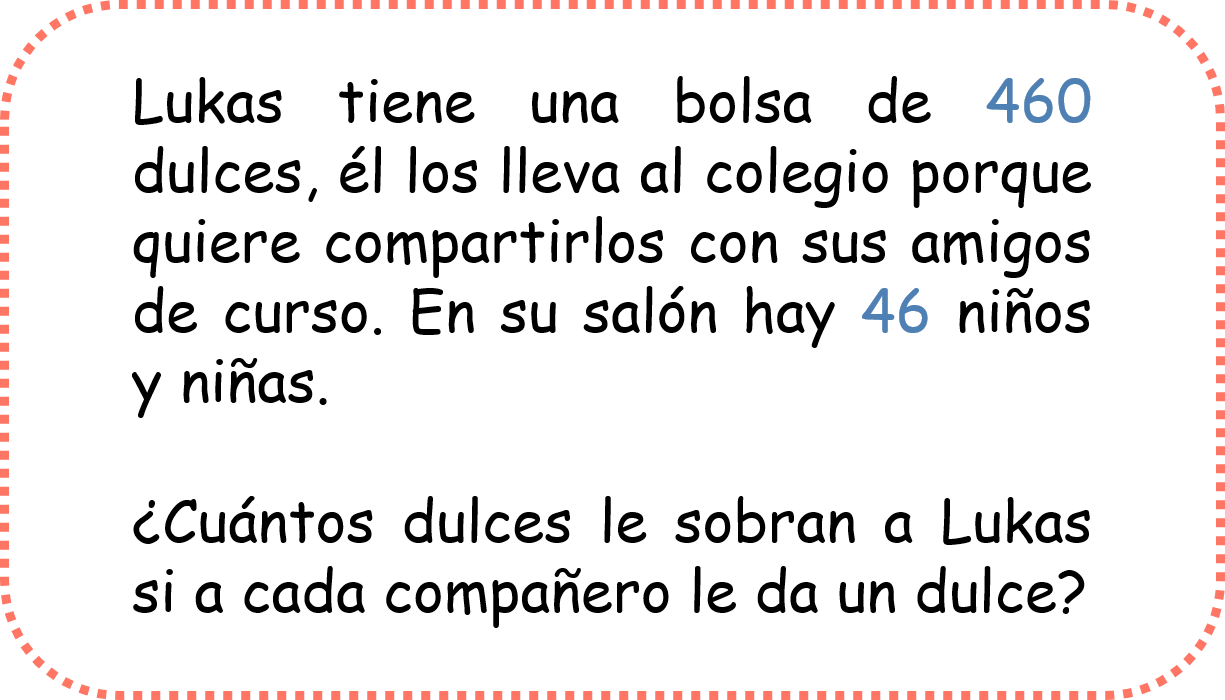 Lukas tiene una bolsa de 460
dulces, él los lleva al colegio porque
quiere compartirlos con sus amigos
de curso. En su salón hay 46 niños
y niñas.
¿Cuántos dulces le sobran a Lukas
si a cada compañero le da un dulce?